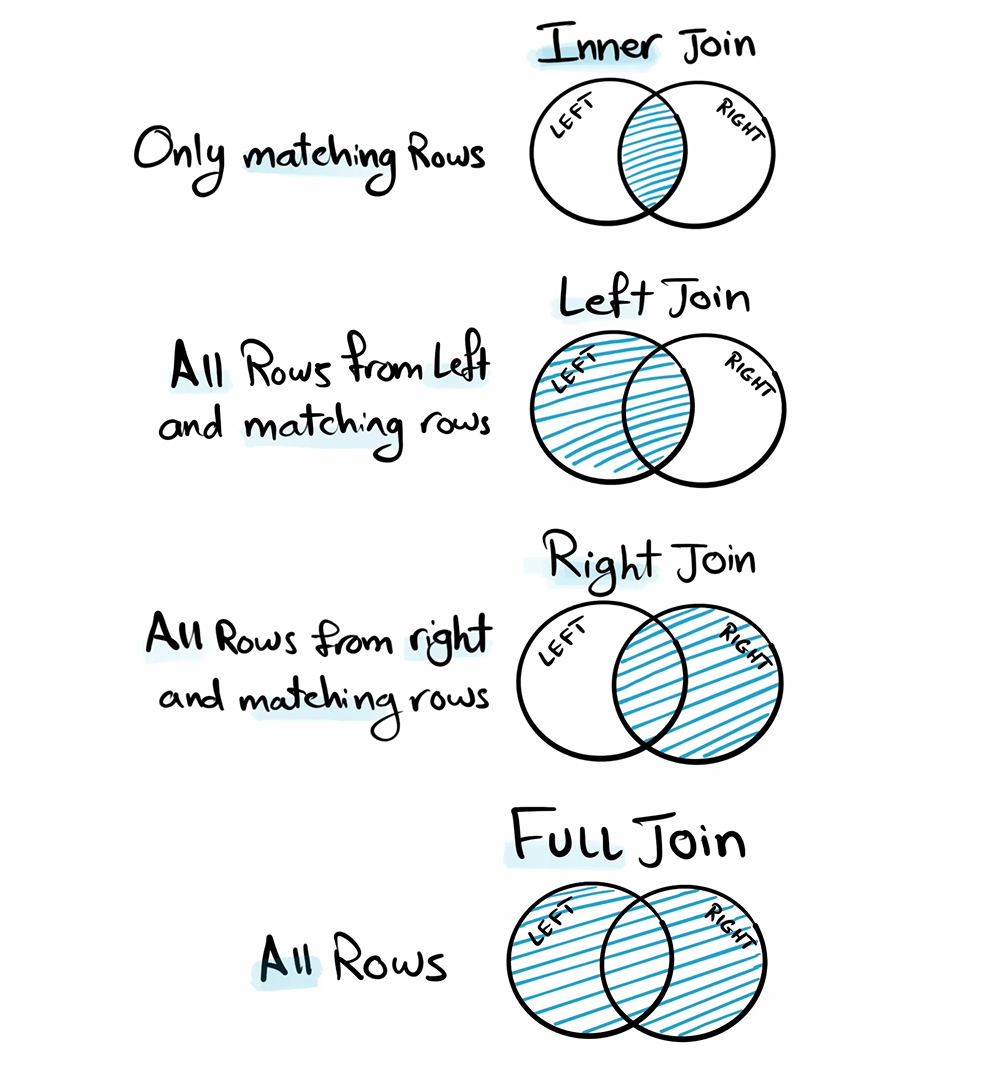 Inner Join
LEFT
RIGHT
Only matching Rows
Left Join
LEFT
RIGHT
All Rows from Left
and matching rows
Right Join
LEFT
RIGHT
All Rows from right
and matching rows
Full Join
LEFT
RIGHT
All Rows